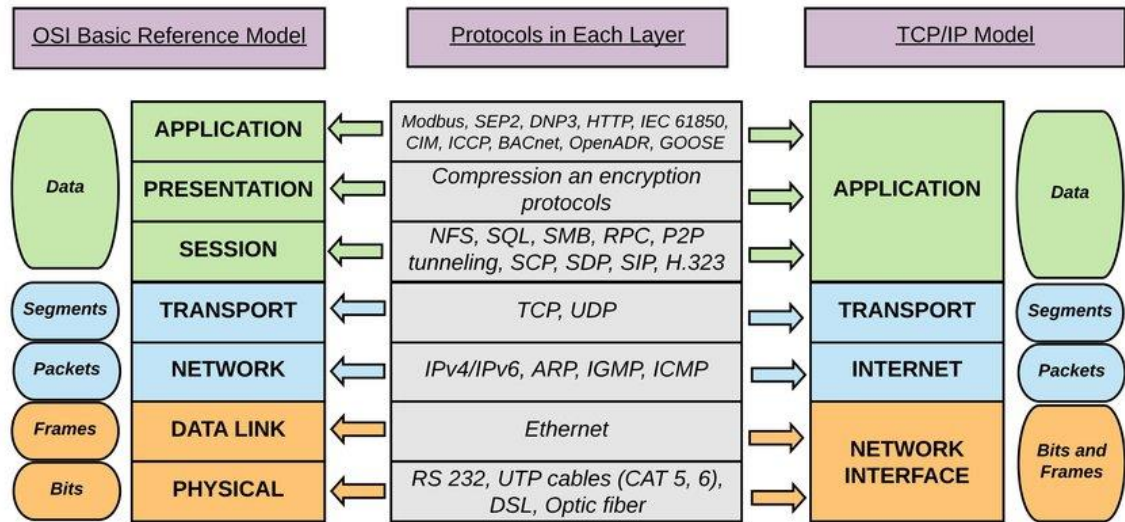 OSI Basic Reference Model
Protocols in Each Layer
TCP/IP Model
Data
APPLICATION
Modbus, SEP2, DNP3, HTTP, IEC 61850,
CIM, ICCP, BACnet, OpenADR, GOOSE
PRESENTATION
Compression an encryption
protocols
SESSION
NFS, SQL, SMB, RPC, P2P
tunneling, SCP, SDP, SIP, H.323
APPLICATION
Data
Segments
TRANSPORT
TCP, UDP
TRANSPORT
Segments
Packets
NETWORK
IPv4/IPv6, ARP, IGMP, ICMP
INTERNET
Packets
Frames
DATA LINK
Ethernet
Bits
PHYSICAL
RS 232, UTP cables (CAT 5, 6),
DSL, Optic fiber
NETWORK
INTERFACE
Bits and
Frames